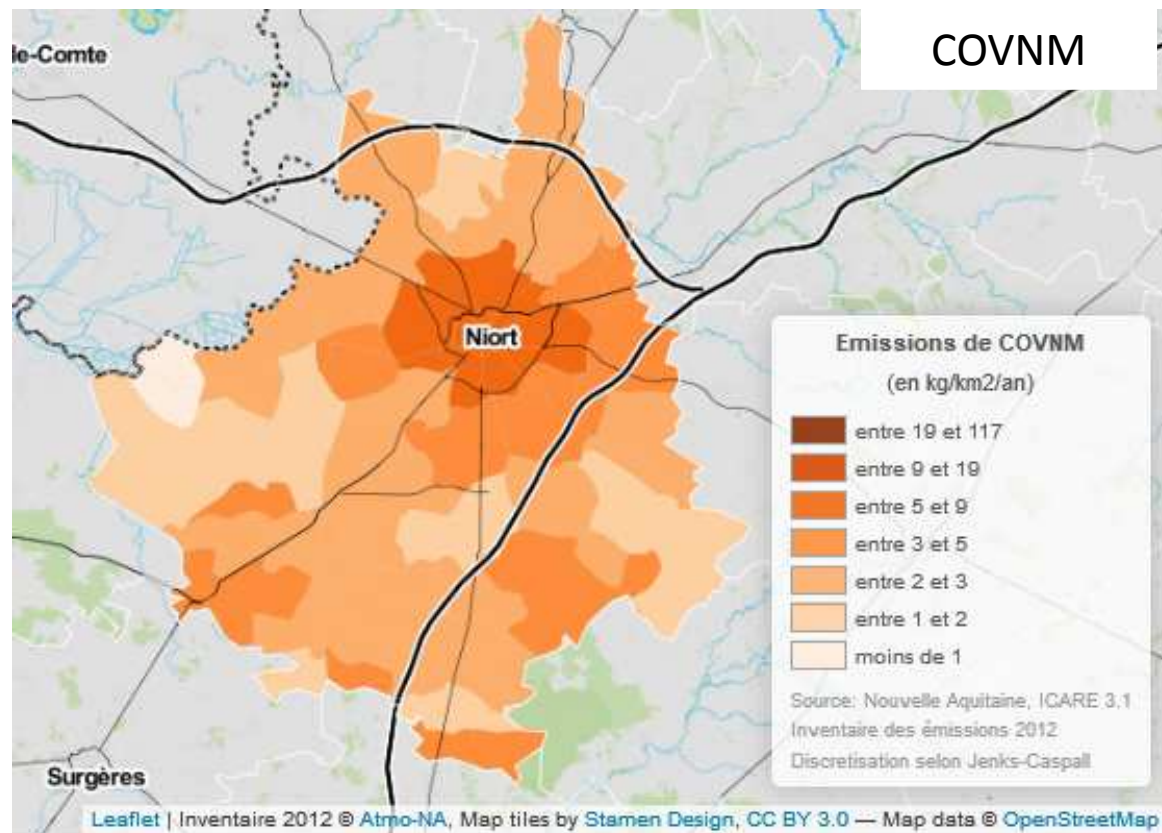 COVNM
le-Comte
Niort
Surgères
Emissions de COVNM
(en kg/km2/an)
entre 19 et 117
entre 9 et 19
entre 5 et 9
entre 3 et 5
entre 2 et 3
entre 1 et 2
moins de 1
Source: Nouvelle Aquitaine, ICARE 3.1
Inventaire des émissions 2012
Discretisation selon Jenks-Caspall
Leaflet | Inventaire 2012 © Atmo-NA, Map tiles by Stamen Design, CC BY 3.0 — Map data © OpenStreetMap